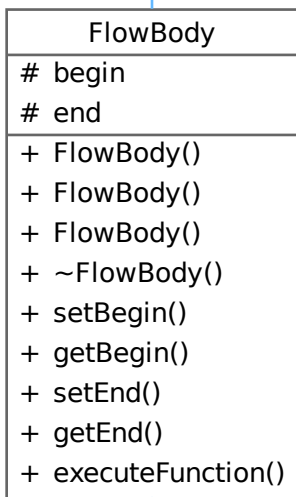 FlowBody
# begin
# end
+ FlowBody()
+ FlowBody()
+ FlowBody()
+ ~FlowBody()
+ setBegin()
+ getBegin()
+ setEnd()
+ getEnd()
+ executeFunction()